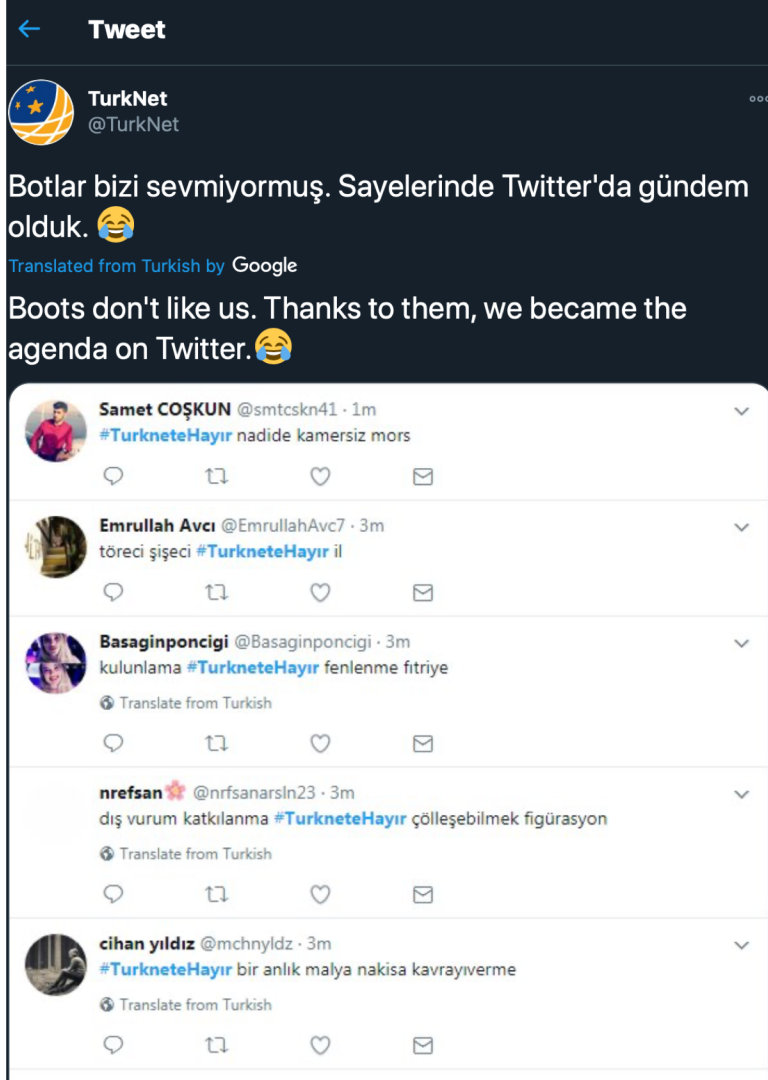 Tweet
TurkNet
@TurkNet
Botlar bizi sevmiyormuş. Sayelerinde Twitter'da gündem
olduk. 😂
Translated from Turkish by Google
Boots don't like us. Thanks to them, we became the
agenda on Twitter.😂
Samet COŞKUN @smtcskn41 · 1m
#TurkneteHayır nadide kamersiz mors
Emrullah Avcı @EmrullahAvc7 · 3m
töreci şişeci #TurkneteHayır il
Basaginponcigi @Basaginponcigi · 3m
kulunlama #TurkneteHayır fenlenme fıtriye
Translate from Turkish
nrefsan🌸 @nrfsanarsln23 · 3m
dış vurum katkılanma #TurkneteHayır çölleşebilmek figürasyon
Translate from Turkish
cihan yıldız @mchnyldz · 3m
#TurkneteHayır bir anlık malya nakisa kavrayıverme
Translate from Turkish